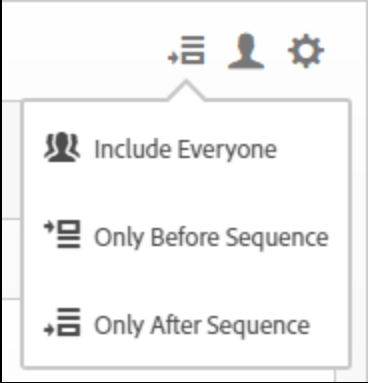 Include Everyone
Only Before Sequence
Only After Sequence